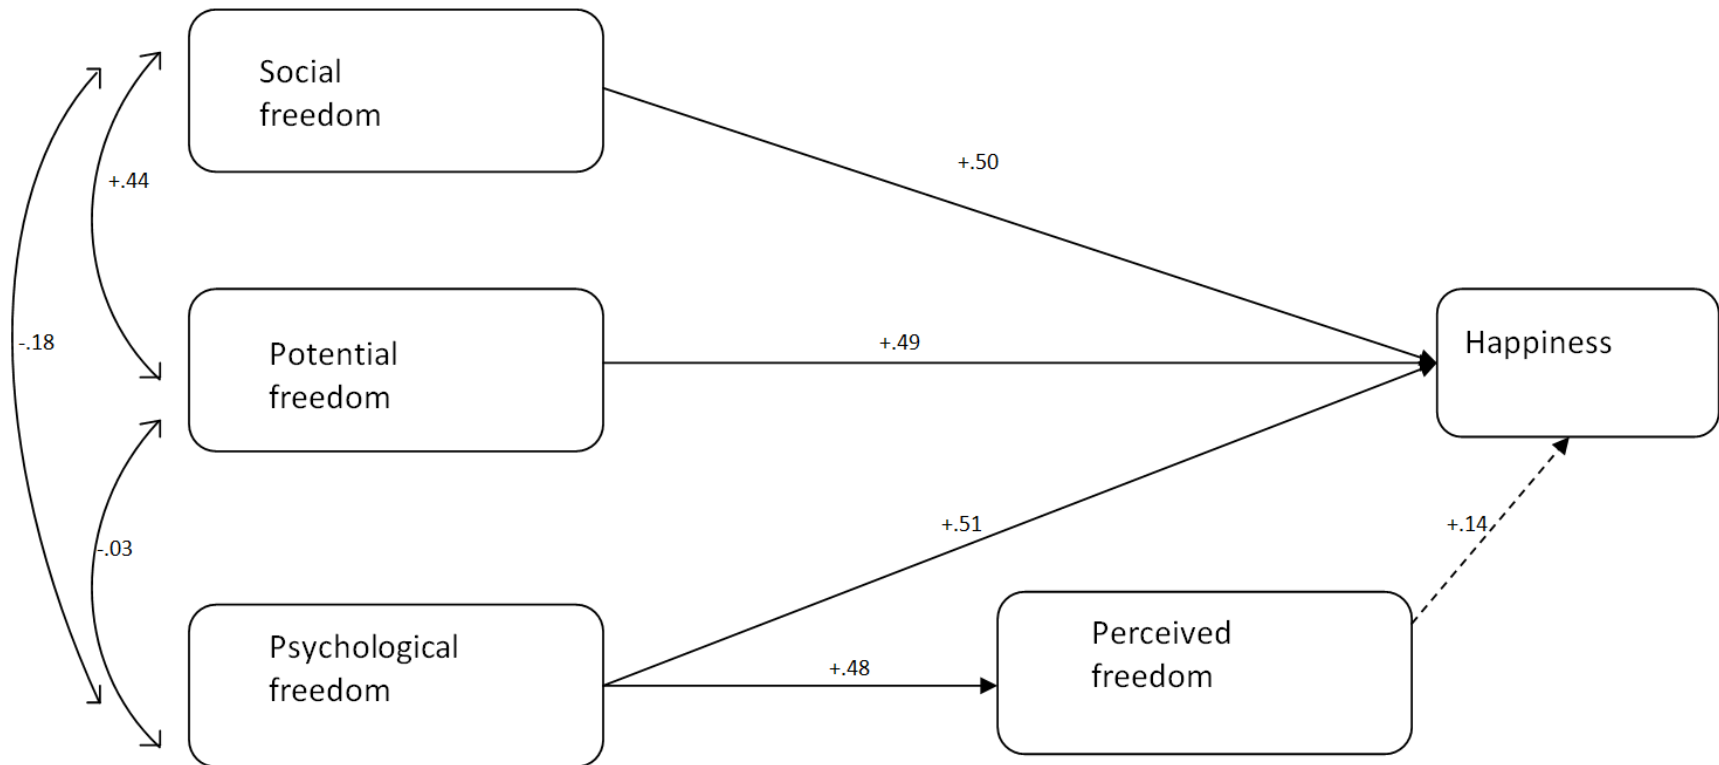 Social
freedom
+.50
+.44
-.18
Potential
freedom
+.49
Happiness
-.03
+.51
+.14
Psychological
freedom
+.48
Perceived
freedom